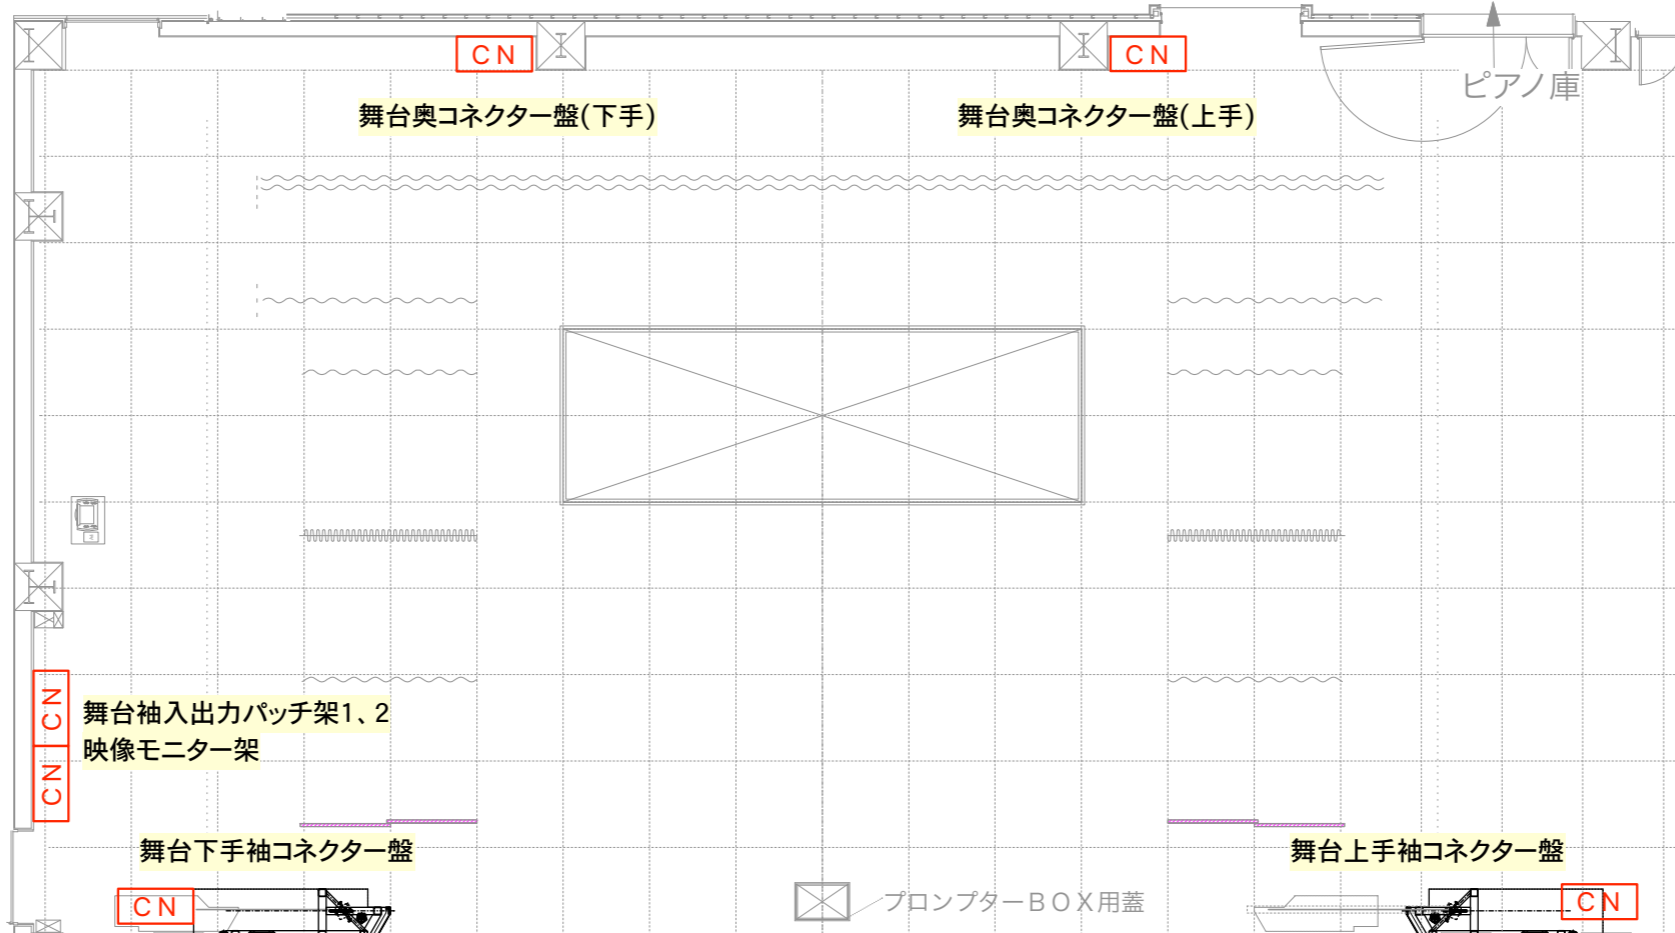 CN
CN
ピアノ庫
舞台奥コネクター盤(下手)
舞台奥コネクター盤(上手)
CN
舞台袖入出力パッチ架1、2
映像モニター架
CN
舞台下手袖コネクター盤
舞台上手袖コネクター盤
CN
プロンプターBOX用蓋
CN